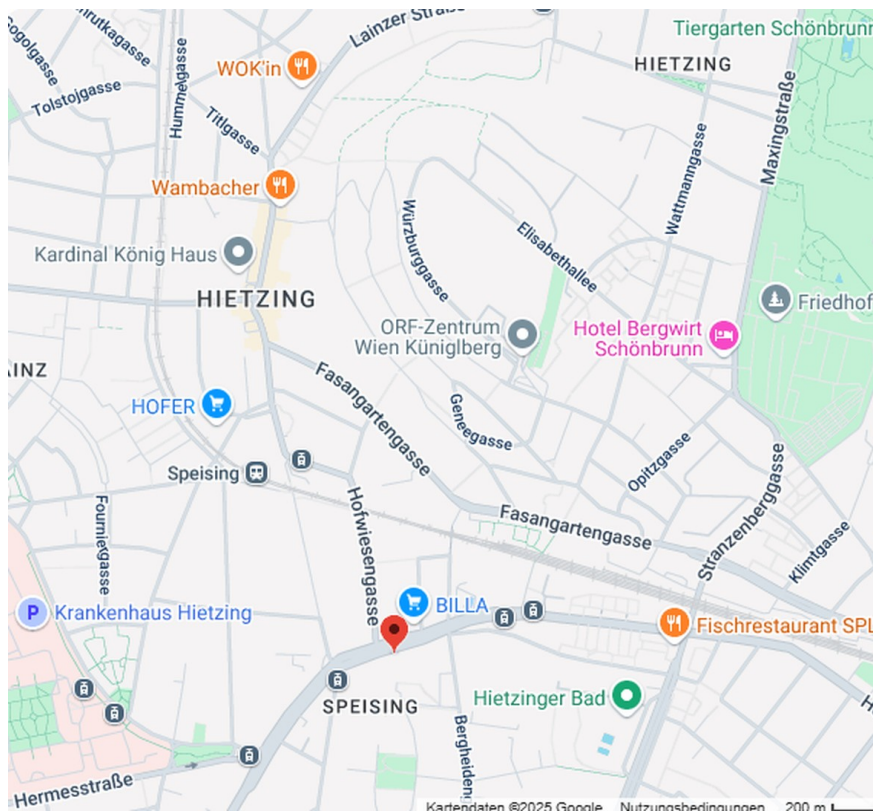 Lainzer Straße
Tiergarten Schönbrunn
WOK'in
HIETZING
Hummelgasse
Tolstojgasse
Titlgasse
Maxingstraße
Wattmanngasse
Wambacher
Würzburggasse
Elisabethallee
Kardinal König Haus
HIETZING
Friedhof
ORF-Zentrum
Wien Küniglberg
Hotel Bergwirt
Schönbrunn
Fasangartengasse
HOFER
Geneegasse
Opitzgasse
Speising
Stranzenberggasse
Hofwiesengasse
Fourniergasse
Fasangartengasse
Klimtgasse
BILLA
P
Krankenhaus Hietzing
Fischrestaurant SPL
Hietzinger Bad
SPEISING
Hermesstraße
Kartendaten ©2025 Google
Nutzungsbedingungen
200 m